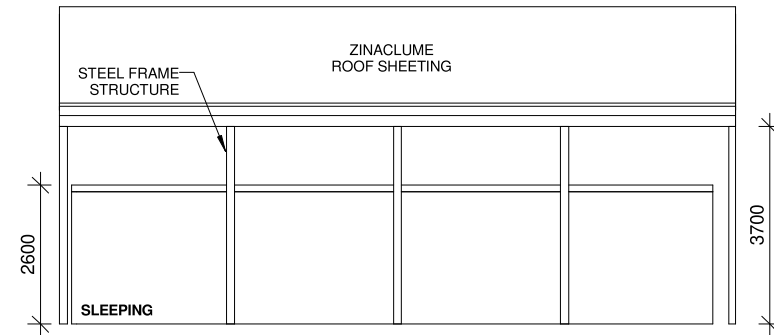 ZINACLUME
ROOF SHEETING
STEEL FRAME
STRUCTURE
2600
3700
SLEEPING